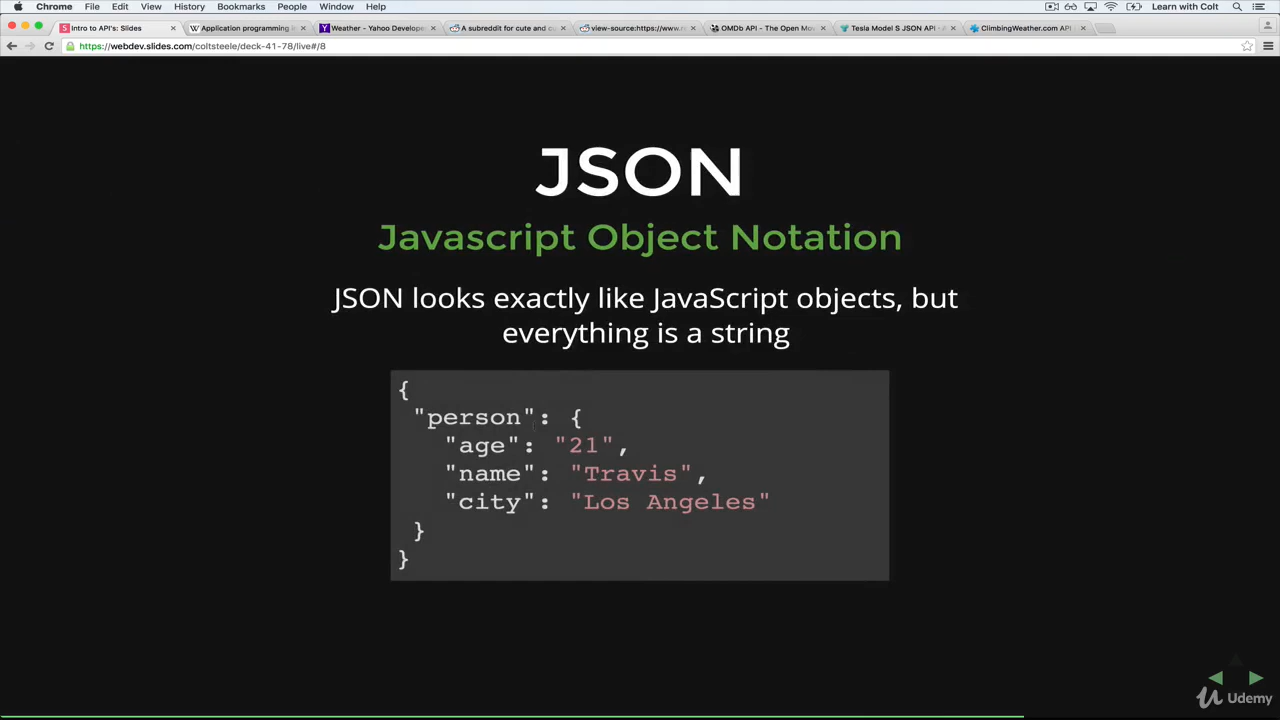 Chrome File Edit View History Bookmarks People Window Help Learn with Colt
Intro to API's: Slides Application programming i Weather - Yahoo Develope A subreddit for cute and cu view-source:https://www.r OMDb API - The Open Mov Tesla Model S JSON API · A ClimbingWeather.com API
https://webdev.slides.com/coltsteele/deck-41-78/live#/8
JSON
Javascript Object Notation
JSON looks exactly like JavaScript objects, but
everything is a string
{
"person": {
"age": "21",
"name": "Travis",
"city": "Los Angeles"
}
}
Udemy